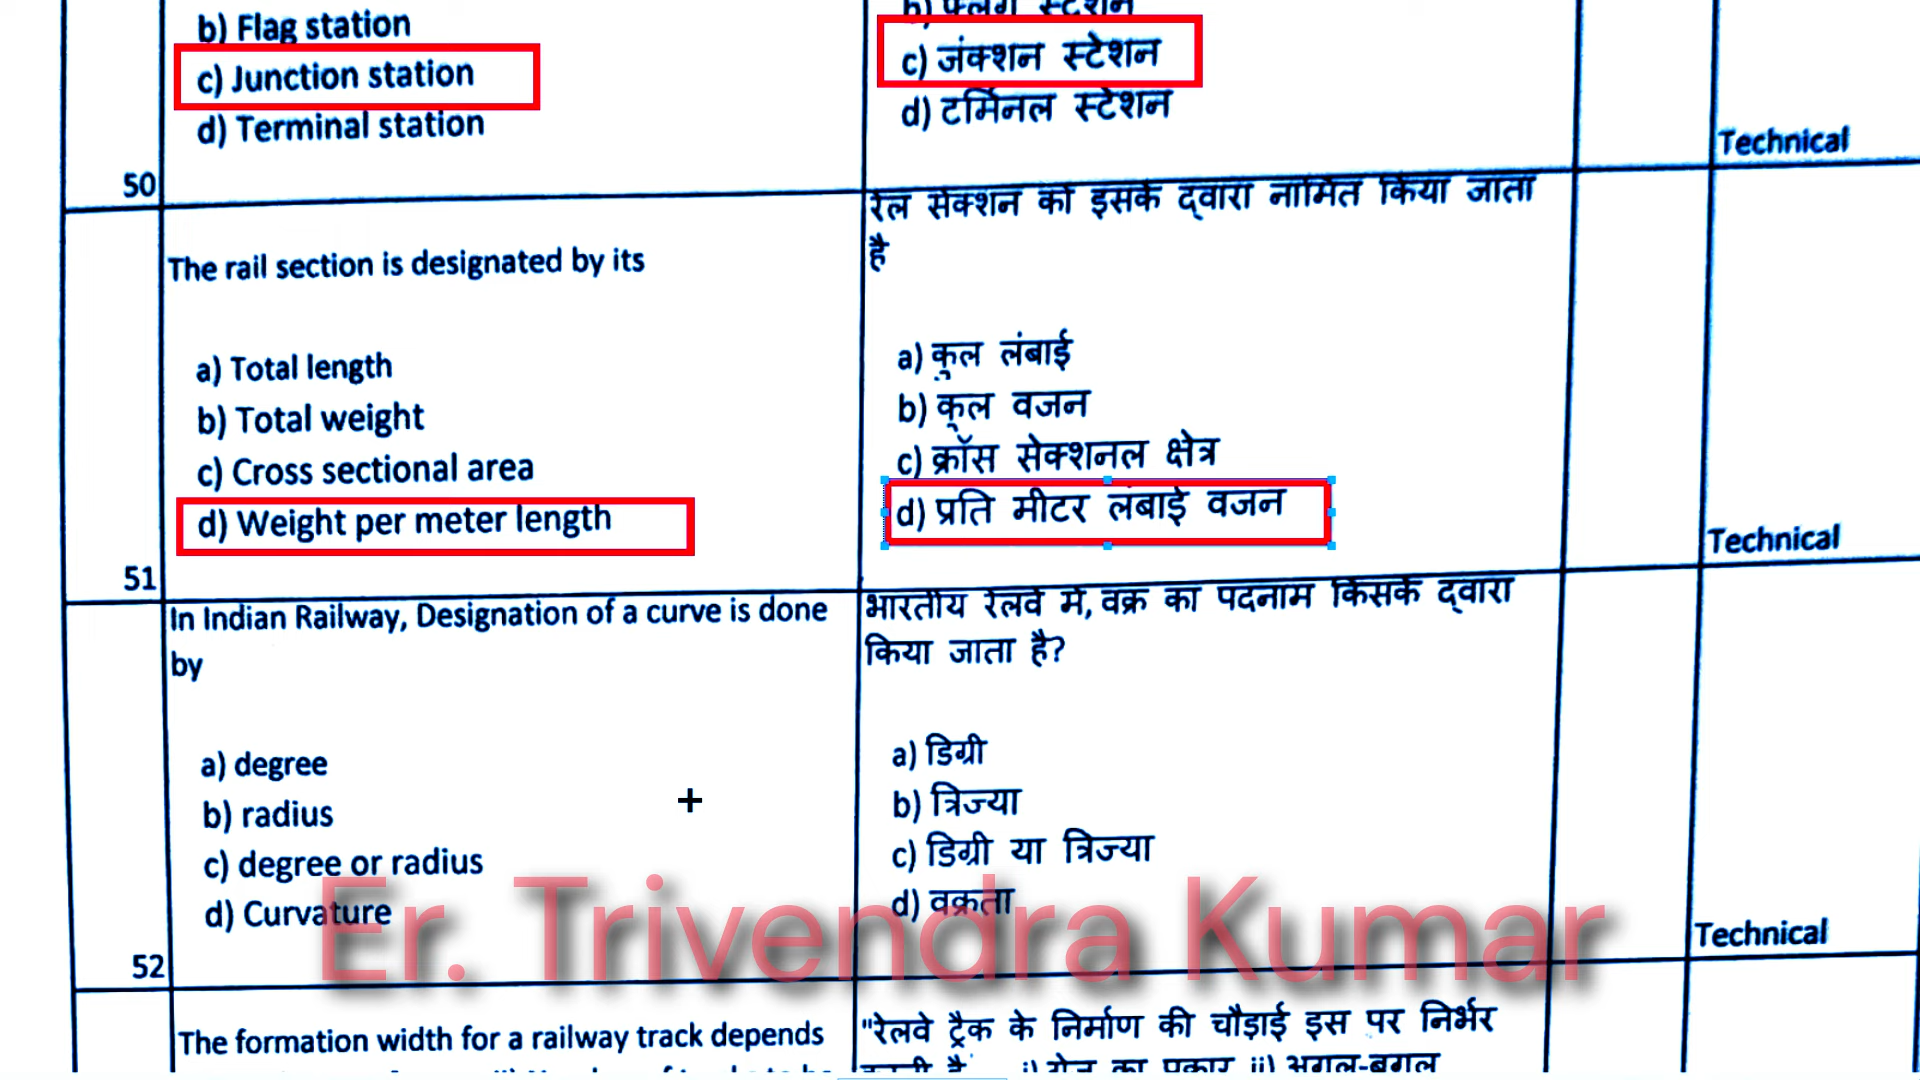 b) Flag station
c) Junction station
d) Terminal station
c) जंक्शन स्टेशन
d) टर्मिनल स्टेशन
Technical
50
The rail section is designated by its
a) Total length
b) Total weight
c) Cross sectional area
d) Weight per meter length
रेल सेक्शन को इसके द्वारा नामित किया जाता
है
a) कुल लंबाई
b) कुल वजन
c) क्रॉस सेक्शनल क्षेत्र
d) प्रति मीटर लंबाई वजन
Technical
51
In Indian Railway, Designation of a curve is done
by
a) degree
b) radius
c) degree or radius
d) Curvature
भारतीय रेलवे में, वक्र का पदनाम किसके द्वारा
किया जाता है?
a) डिग्री
b) त्रिज्या
c) डिग्री या त्रिज्या
d) वक्रता
Technical
52
Er. Trivendra Kumar
The formation width for a railway track depends
"रेलवे ट्रैक के निर्माण की चौड़ाई इस पर निर्भर